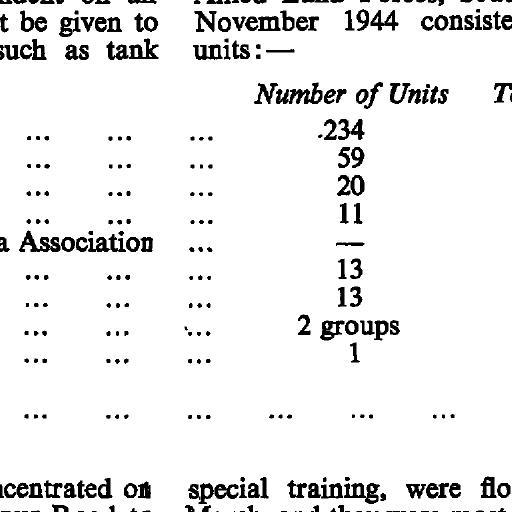 t be given to November 1944 consiste
such as tank units:—
Number of Units
... ... ... 234
... ... ... 59
... ... ... 20
... ... ... 11
a Association ... —
... ... ... 13
... ... ... 13
... ... ... 2 groups
... ... ... 1
... ... ... ... ... ...
ncentrated on special training, were flo